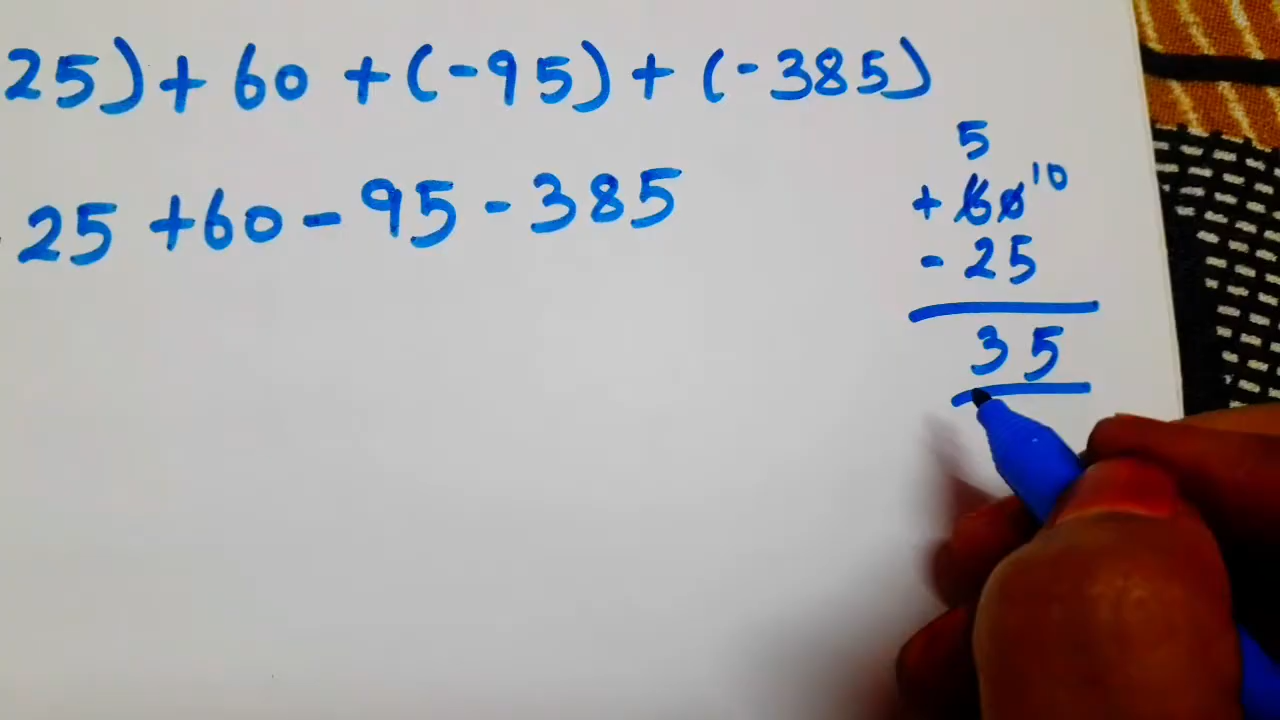 25) + 60 + (-95) + (-385)
25 + 60 - 95 - 385
5
+ 60 10
- 25
35